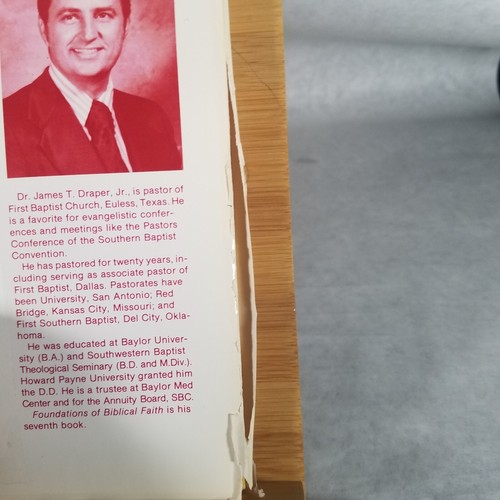 Dr. James T. Draper, Jr., is pastor of
First Baptist Church, Euless, Texas. He
is a favorite for evangelistic confer-
ences and meetings like the Pastors
Conference of the Southern Baptist
Convention.
He has pastored for twenty years, in-
cluding serving as associate pastor of
First Baptist, Dallas. Pastorates have
been University, San Antonio; Red
Bridge, Kansas City, Missouri; and
First Southern Baptist, Del City, Okla-
homa.
He was educated at Baylor Univer-
sity (B.A.) and Southwestern Baptist
Theological Seminary (B.D. and M.Div.).
Howard Payne University granted him
the D.D. He is a trustee at Baylor Med
Center and for the Annuity Board, SBC.
Foundations of Biblical Faith is his
seventh book.